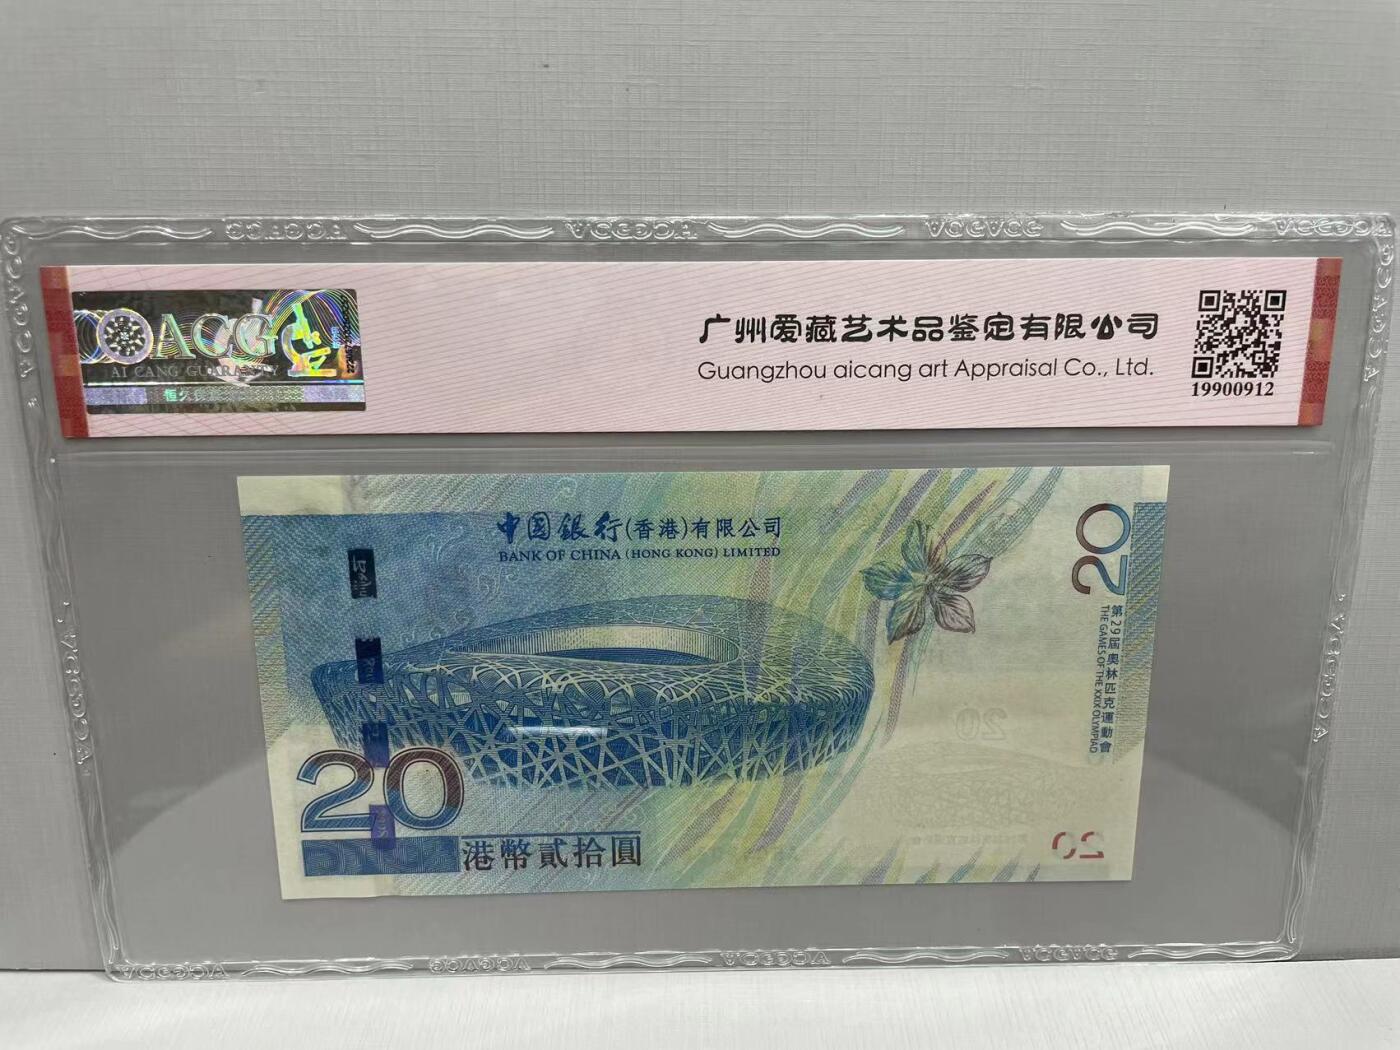 ACCG
AI CANG GUARANTY
广州爱藏艺术品鉴定有限公司
Guangzhou aicang art Appraisal Co., Ltd.
19900912
中国銀行(香港)有限公司
BANK OF CHINA (HONG KONG) LIMITED
20
第29屆奧林匹克運動會
THE GAMES OF THE XXIX OLYMPIAD
20
港幣貳拾圓